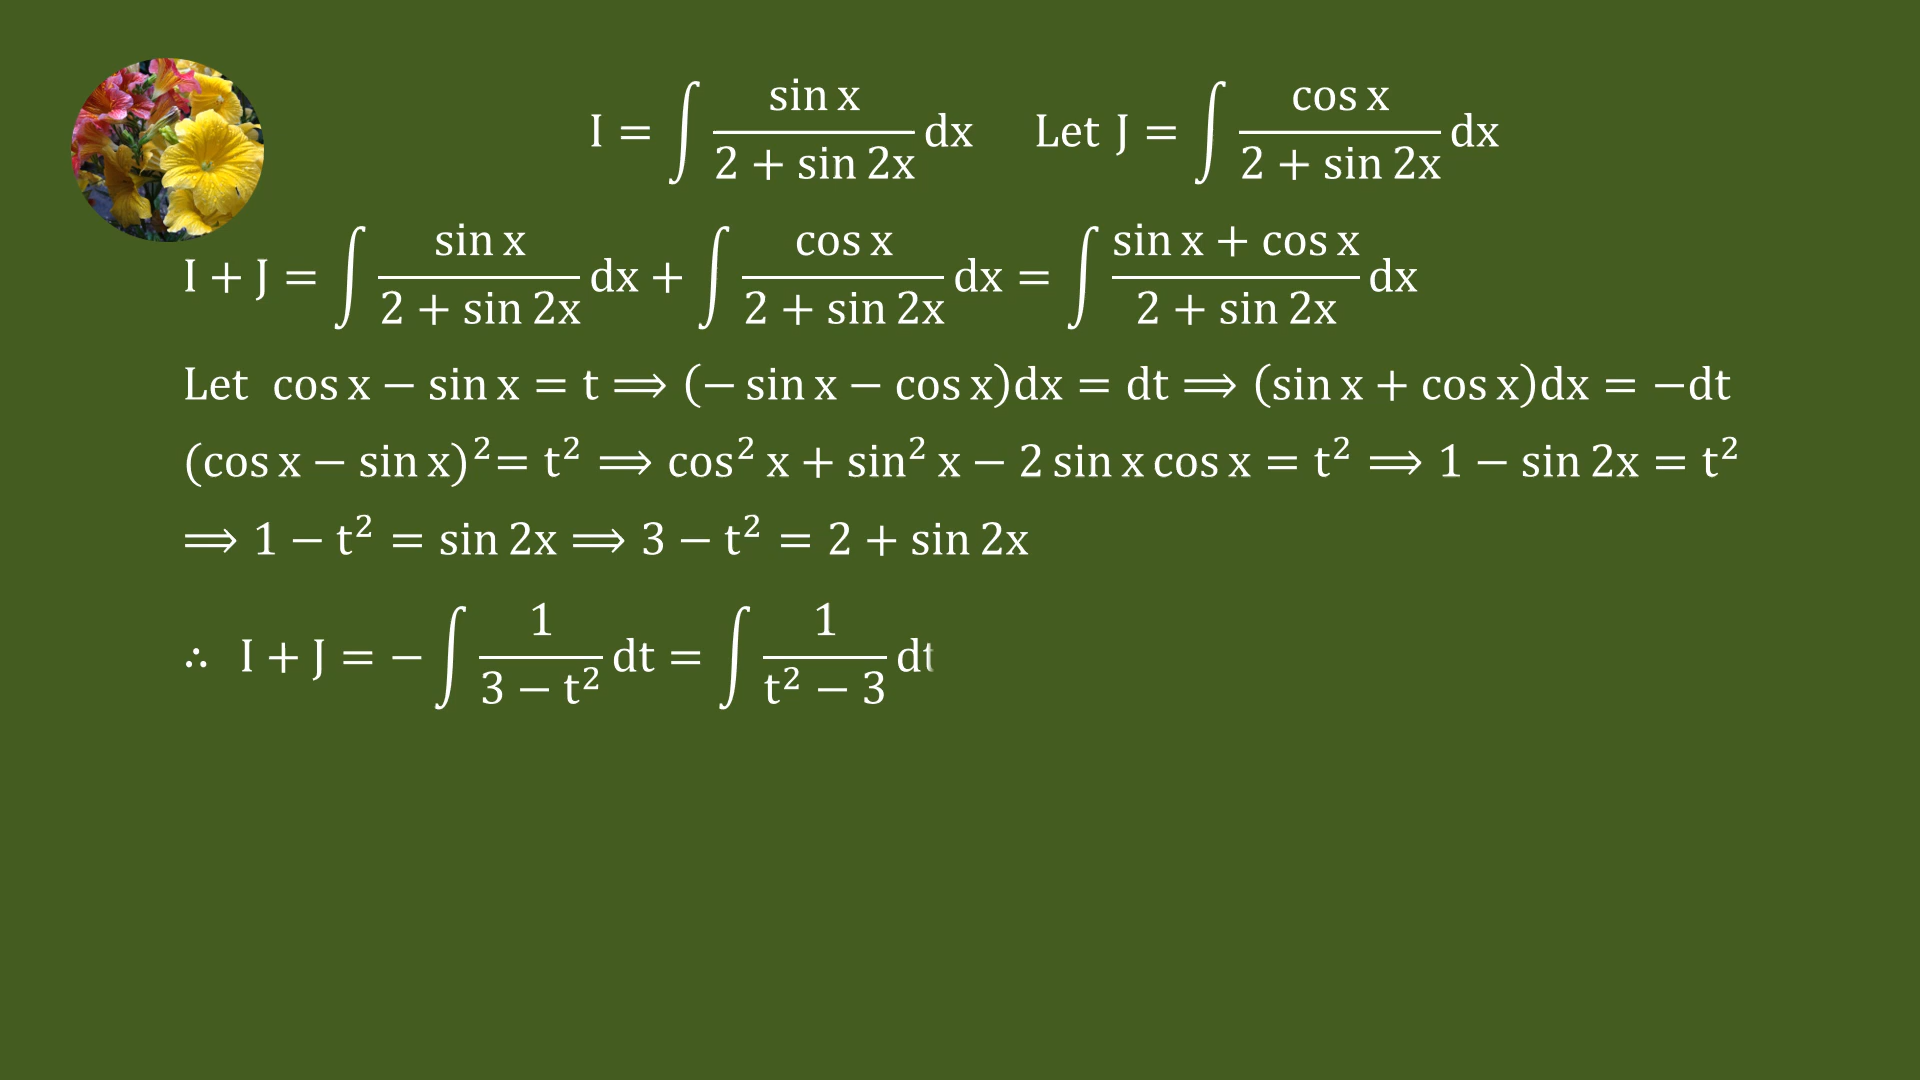 I = ∫ sin x / (2 + sin 2x) dx Let J = ∫ cos x / (2 + sin 2x) dx
I + J = ∫ sin x / (2 + sin 2x) dx + ∫ cos x / (2 + sin 2x) dx = ∫ (sin x + cos x) / (2 + sin 2x) dx
Let cos x − sin x = t ⟹ (− sin x − cos x)dx = dt ⟹ (sin x + cos x)dx = −dt
(cos x − sin x)² = t² ⟹ cos² x + sin² x − 2 sin x cos x = t² ⟹ 1 − sin 2x = t²
⟹ 1 − t² = sin 2x ⟹ 3 − t² = 2 + sin 2x
∴ I + J = − ∫ 1 / (3 − t²) dt = ∫ 1 / (t² − 3) dt